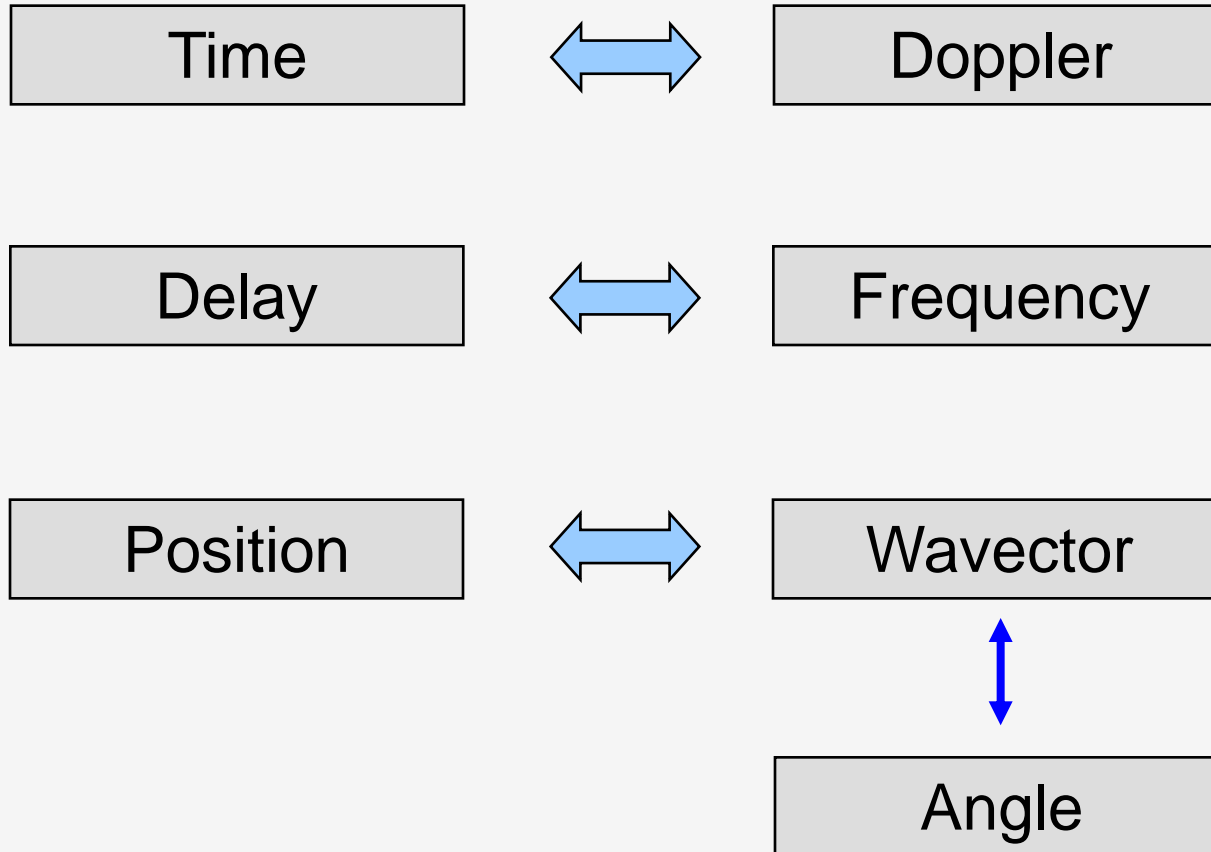 Time
Doppler
Delay
Frequency
Position
Wavector
Angle